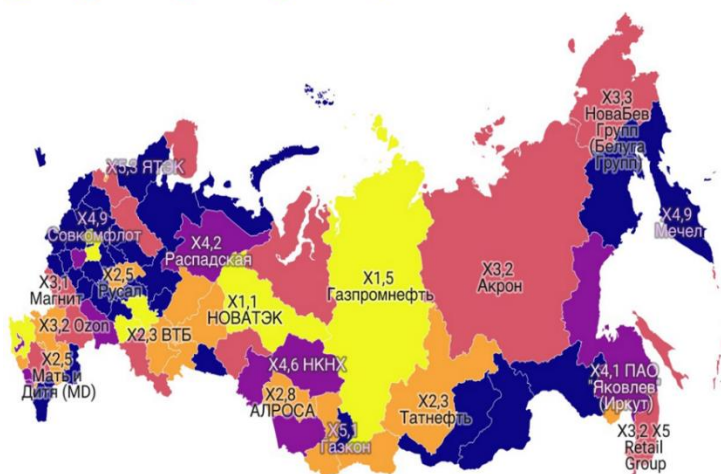 X3,3
НоваБев
Групп
(Белуга
Групп)
X5,3 ЯТЭК
X4,9
Совкомфлот
X4,2
Распадская
X4,9
Мечел
X3,1
Магнит
X2,5
Русал
X1,1
НОВАТЭК
X1,5
Газпромнефть
X3,2
Акрон
X3,2 Ozon
X2,3 ВТБ
X2,5
Мать и
Дитя (MD)
X4,6 НКНХ
X2,8
АЛРОСА
X5,1
Газкон
X2,3
Татнефть
X4,1 ПАО
"Яковлев"
(Иркут)
X3,2 X5
Retail
Group